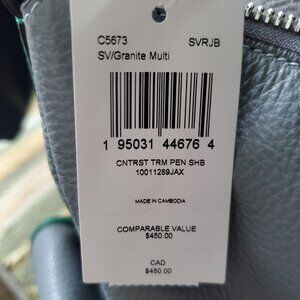 C5673 SVRJB
SV/Granite Multi
1 95031 44676 4
CNTRST TRM PEN SHB
10011289JAX
MADE IN CAMBODIA
COMPARABLE VALUE
$450.00
CAD
$450.00